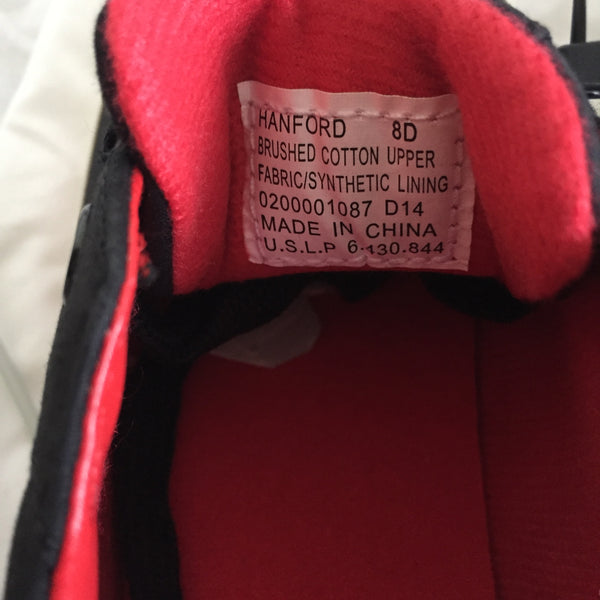 HANFORD 8D
BRUSHED COTTON UPPER
FABRIC/SYNTHETIC LINING
0200001087 D14
MADE IN CHINA
U.S.L.P 6-130-844